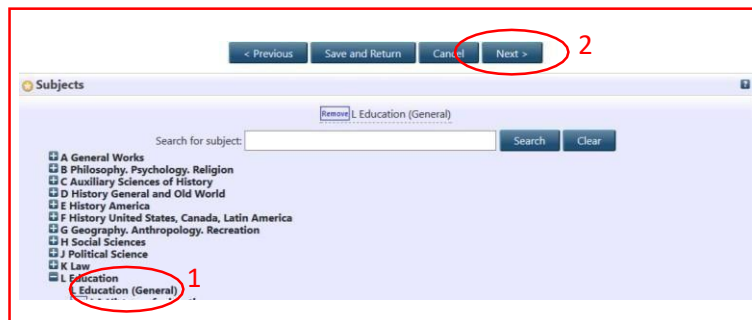 < Previous Save and Return Cancel Next > 2
Subjects
Remove L Education (General)
Search for subject: Search Clear
A General Works
B Philosophy. Psychology. Religion
C Auxiliary Sciences of History
D History General and Old World
E History America
F History United States, Canada, Latin America
G Geography. Anthropology. Recreation
H Social Sciences
J Political Science
K Law
L Education
L Education (General) 1